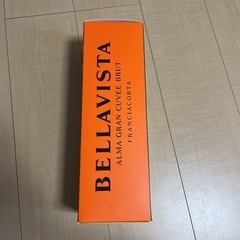 BELLAVISTA
ALMA GRAN CUVÉE BRUT
FRANCIACORTA